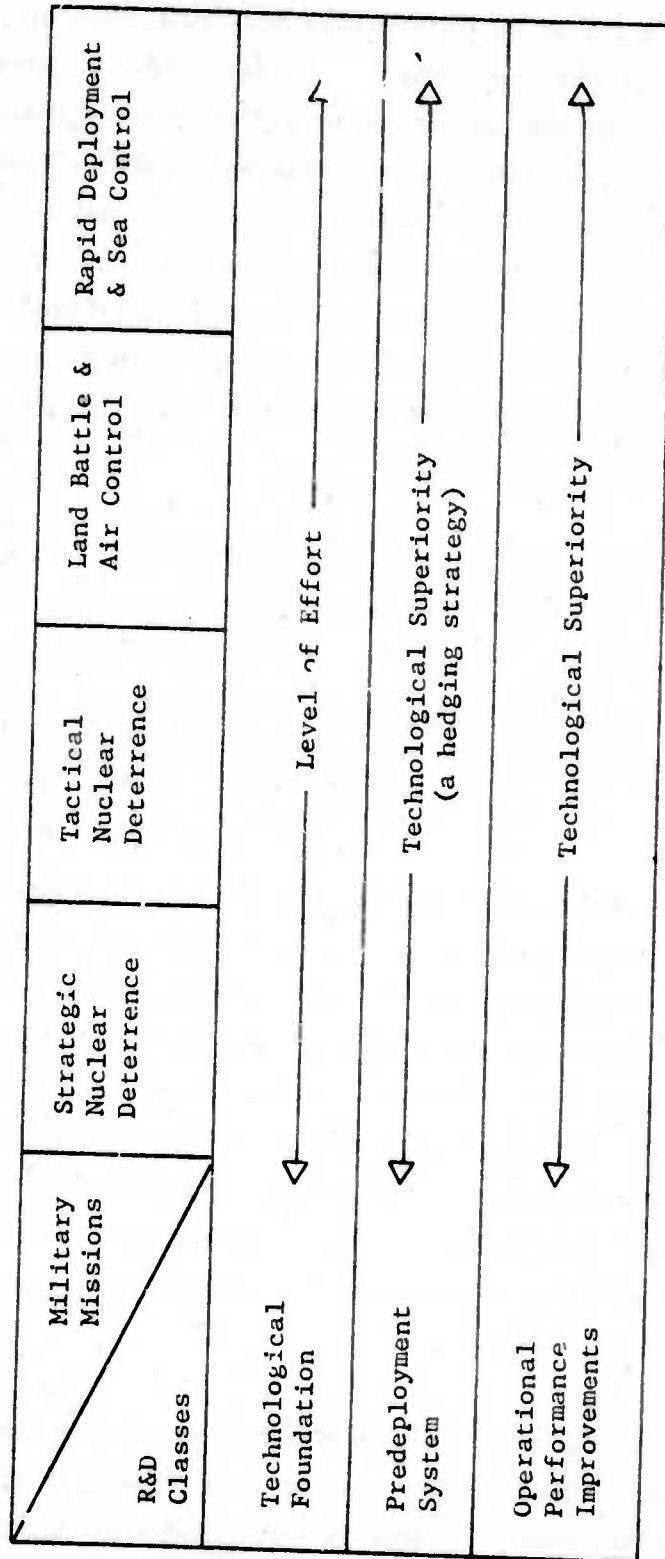 Military
Missions
R&D
Classes
Strategic
Nuclear
Deterrence
Tactical
Nuclear
Deterrence
Land Battle &
Air Control
Rapid Deployment
& Sea Control
Technological
Foundation
Level of Effort
Predeployment
System
Technological Superiority
(a hedging strategy)
Operational
Performance
Improvements
Technological Superiority